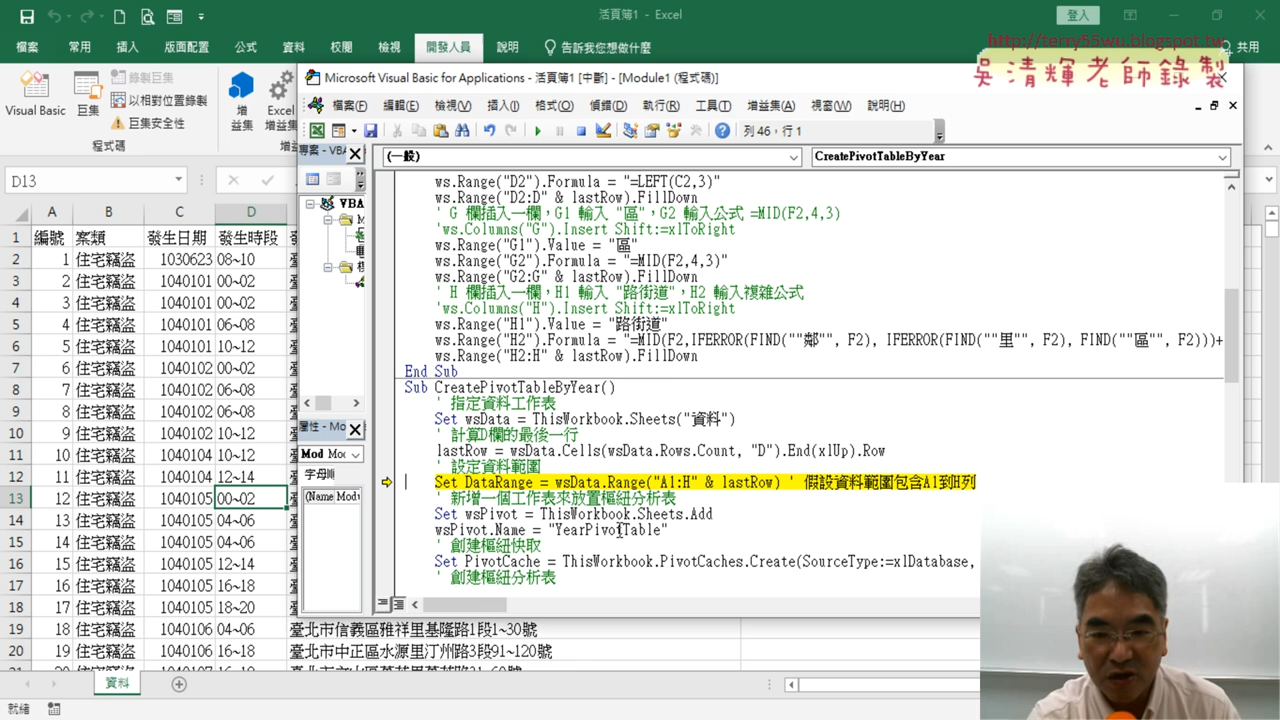 活頁簿1 - Excel
登入
http://terry55wu.blogspot.tw
吳清輝老師錄製
檔案 常用 插入 版面配置 公式 資料 校閱 檢視 開發人員 說明 告訴我您想做什麼 共用
Visual Basic
巨集
錄製巨集
以相對位置錄製
巨集安全性
程式碼
增益集
Excel 增益集
Microsoft Visual Basic for Applications - 活頁簿1 [中斷] - [Module1 (程式碼)]
檔案(F) 編輯(E) 檢視(V) 插入(I) 格式(O) 偵錯(D) 執行(R) 工具(T) 增益集(A) 視窗(W) 說明(H)
列 46，行 1
專案 - VBA
(一般)
CreatePivotTableByYear
VBA
屬性 - Mo
Mod Mo
字母順
(Name) Modu
ws.Range("D2").Formula = "=LEFT(C2,3)"
ws.Range("D2:D" & lastRow).FillDown
' G 欄插入一欄，G1 輸入 "區"，G2 輸入公式 =MID(F2,4,3)
'ws.Columns("G").Insert Shift:=xlToRight
ws.Range("G1").Value = "區"
ws.Range("G2").Formula = "=MID(F2,4,3)"
ws.Range("G2:G" & lastRow).FillDown
' H 欄插入一欄，H1 輸入 "路街道"，H2 輸入複雜公式
'ws.Columns("H").Insert Shift:=xlToRight
ws.Range("H1").Value = "路街道"
ws.Range("H2").Formula = "=MID(F2,IFERROR(FIND(""鄰"", F2), IFERROR(FIND(""里"", F2), FIND(""區"", F2)))+
ws.Range("H2:H" & lastRow).FillDown
End Sub
Sub CreatePivotTableByYear()
' 指定資料工作表
Set wsData = ThisWorkbook.Sheets("資料")
' 計算D欄的最後一行
lastRow = wsData.Cells(wsData.Rows.Count, "D").End(xlUp).Row
' 設定資料範圍
Set DataRange = wsData.Range("A1:H" & lastRow) ' 假設資料範圍包含A1到H列
' 新增一個工作表來放置樞紐分析表
Set wsPivot = ThisWorkbook.Sheets.Add
wsPivot.Name = "YearPivotTable"
' 創建樞紐快取
Set PivotCache = ThisWorkbook.PivotCaches.Create(SourceType:=xlDatabase,
' 創建樞紐分析表
D13
A B C D
1 編號 案類 發生日期 發生時段
2 1 住宅竊盜 1030623 08~10
3 2 住宅竊盜 1040101 00~02
4 3 住宅竊盜 1040101 00~02
5 4 住宅竊盜 1040101 06~08
6 5 住宅竊盜 1040101 10~12
7 6 住宅竊盜 1040102 00~02
8 7 住宅竊盜 1040102 06~08
9 8 住宅竊盜 1040102 06~08
10 9 住宅竊盜 1040102 10~12
11 10 住宅竊盜 1040104 10~12
12 11 住宅竊盜 1040104 12~14
13 12 住宅竊盜 1040105 00~02
14 13 住宅竊盜 1040105 04~06
15 14 住宅竊盜 1040105 04~06
16 15 住宅竊盜 1040105 12~14
17 16 住宅竊盜 1040105 16~18
18 17 住宅竊盜 1040105 18~20
19 18 住宅竊盜 1040106 04~06 臺北市信義區雅祥里基隆路1段1~30號
20 19 住宅竊盜 1040106 16~18 臺北市中正區水源里汀州路3段91~120號
資料
就緒